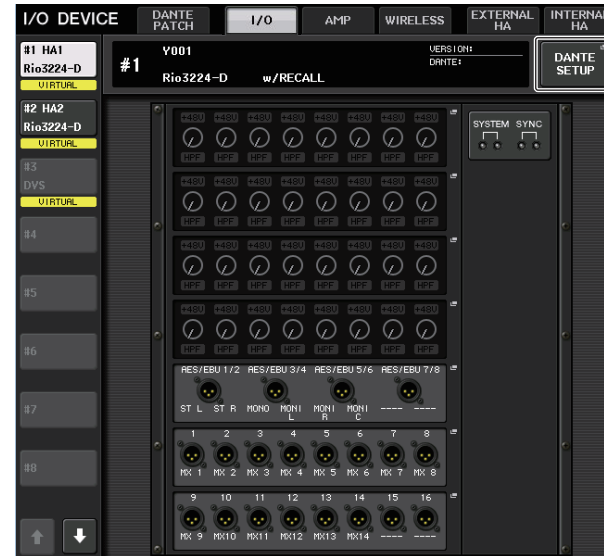 I/O DEVICE
DANTE PATCH
I/O
AMP
WIRELESS
EXTERNAL HA
INTERNAL HA
#1 HA1
Rio3224-D
VIRTUAL
#2 HA2
Rio3224-D
VIRTUAL
#3
DVS
VIRTUAL
#4
#5
#6
#7
#8
#1
Y001
Rio3224-D w/RECALL
VERSION:
DANTE:
DANTE SETUP
+48V +48V +48V +48V +48V +48V +48V +48V
HPF HPF HPF HPF HPF HPF HPF HPF
+48V +48V +48V +48V +48V +48V +48V +48V
HPF HPF HPF HPF HPF HPF HPF HPF
+48V +48V +48V +48V +48V +48V +48V +48V
HPF HPF HPF HPF HPF HPF HPF HPF
+48V +48V +48V +48V +48V +48V +48V +48V
HPF HPF HPF HPF HPF HPF HPF HPF
SYSTEM SYNC
AES/EBU 1/2 AES/EBU 3/4 AES/EBU 5/6 AES/EBU 7/8
ST L ST R MONO MONI L MONI R MONI C ---- ----
1 2 3 4 5 6 7 8
MX 1 MX 2 MX 3 MX 4 MX 5 MX 6 MX 7 MX 8
9 10 11 12 13 14 15 16
MX 9 MX10 MX11 MX12 MX13 MX14 ---- ----